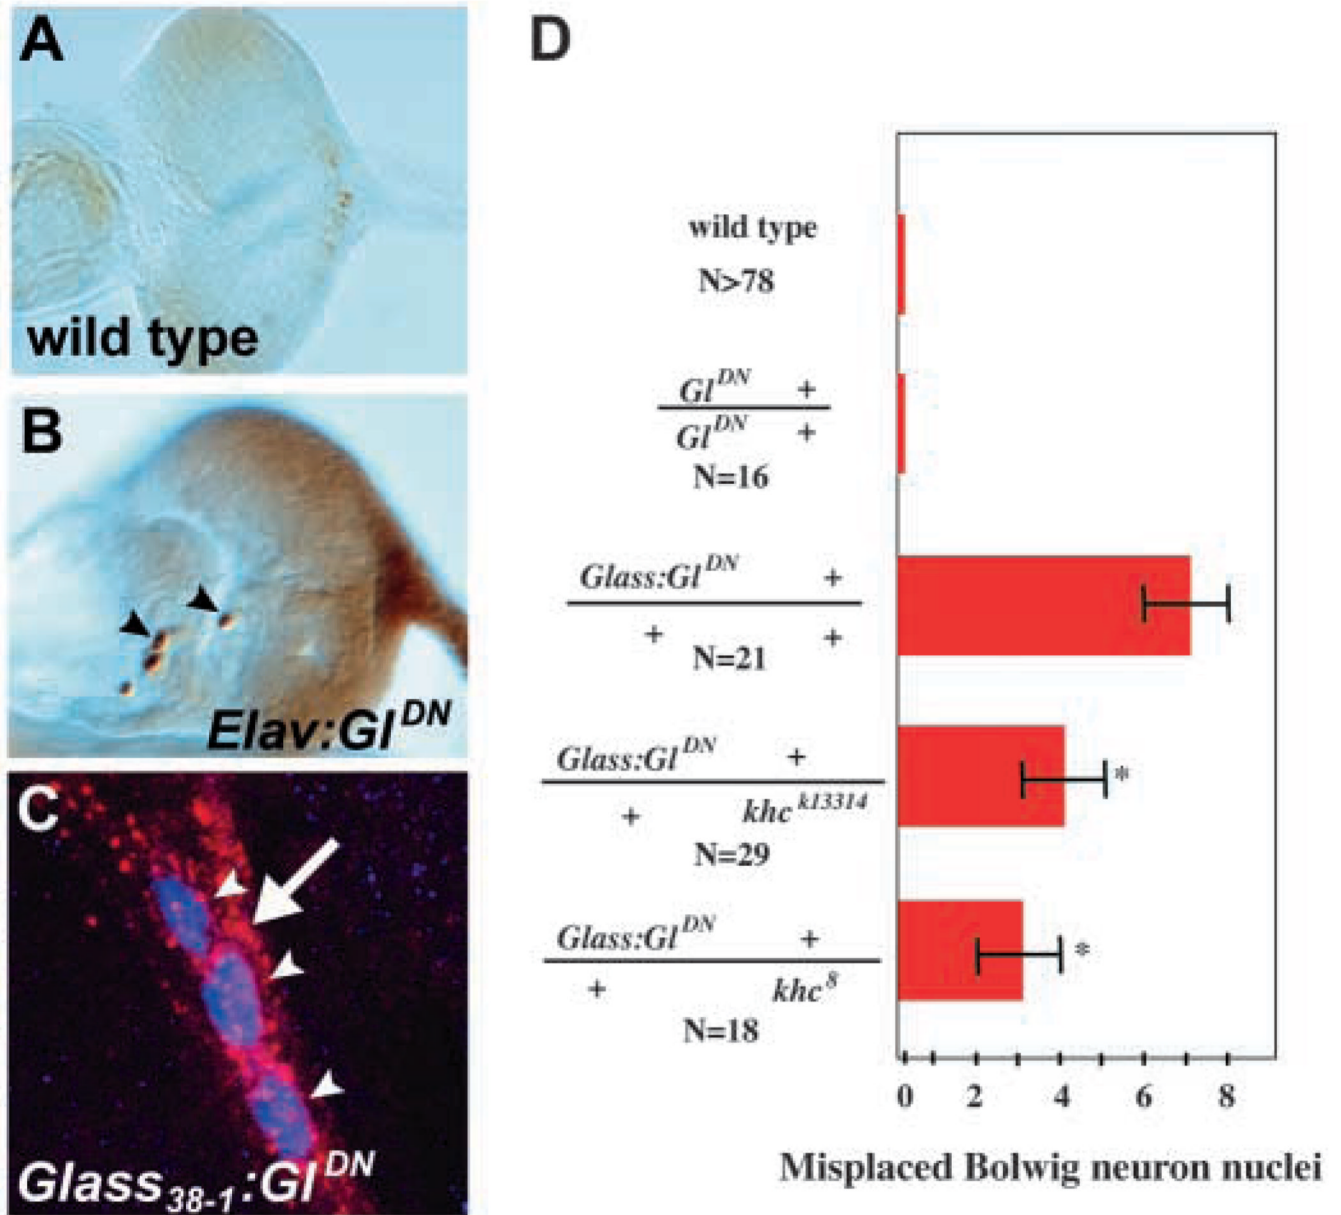 A
wild type
B
Elav:Gl^DN
C
Glass38-1:Gl^DN
D
wild type
N>78
Gl^DN +
Gl^DN +
N=16
Glass:Gl^DN +
+ +
N=21
Glass:Gl^DN +
+ khc^k13314
N=29
*
Glass:Gl^DN +
+ khc^8
N=18
*
0 2 4 6 8
Misplaced Bolwig neuron nuclei